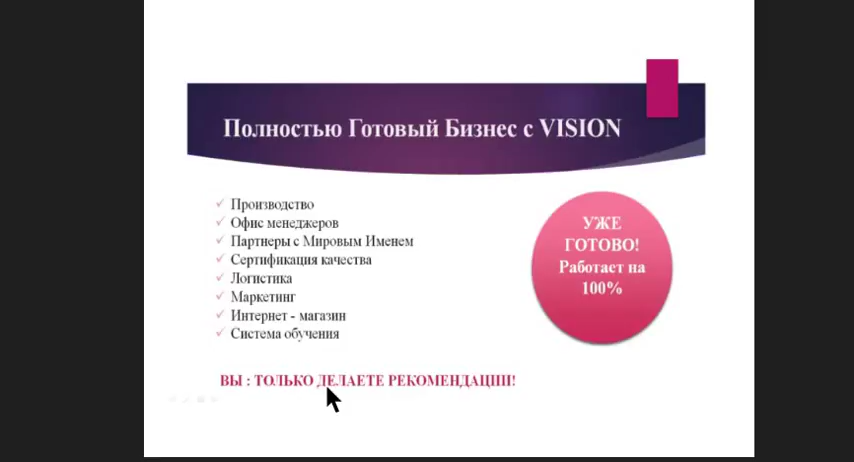 Полностью Готовый Бизнес с VISION
Производство
Офис менеджеров
Партнеры с Мировым Именем
Сертификация качества
Логистика
Маркетинг
Интернет - магазин
Система обучения
УЖЕ
ГОТОВО!
Работает на
100%
ВЫ : ТОЛЬКО ДЕЛАЕТЕ РЕКОМЕНДАЦИИ!